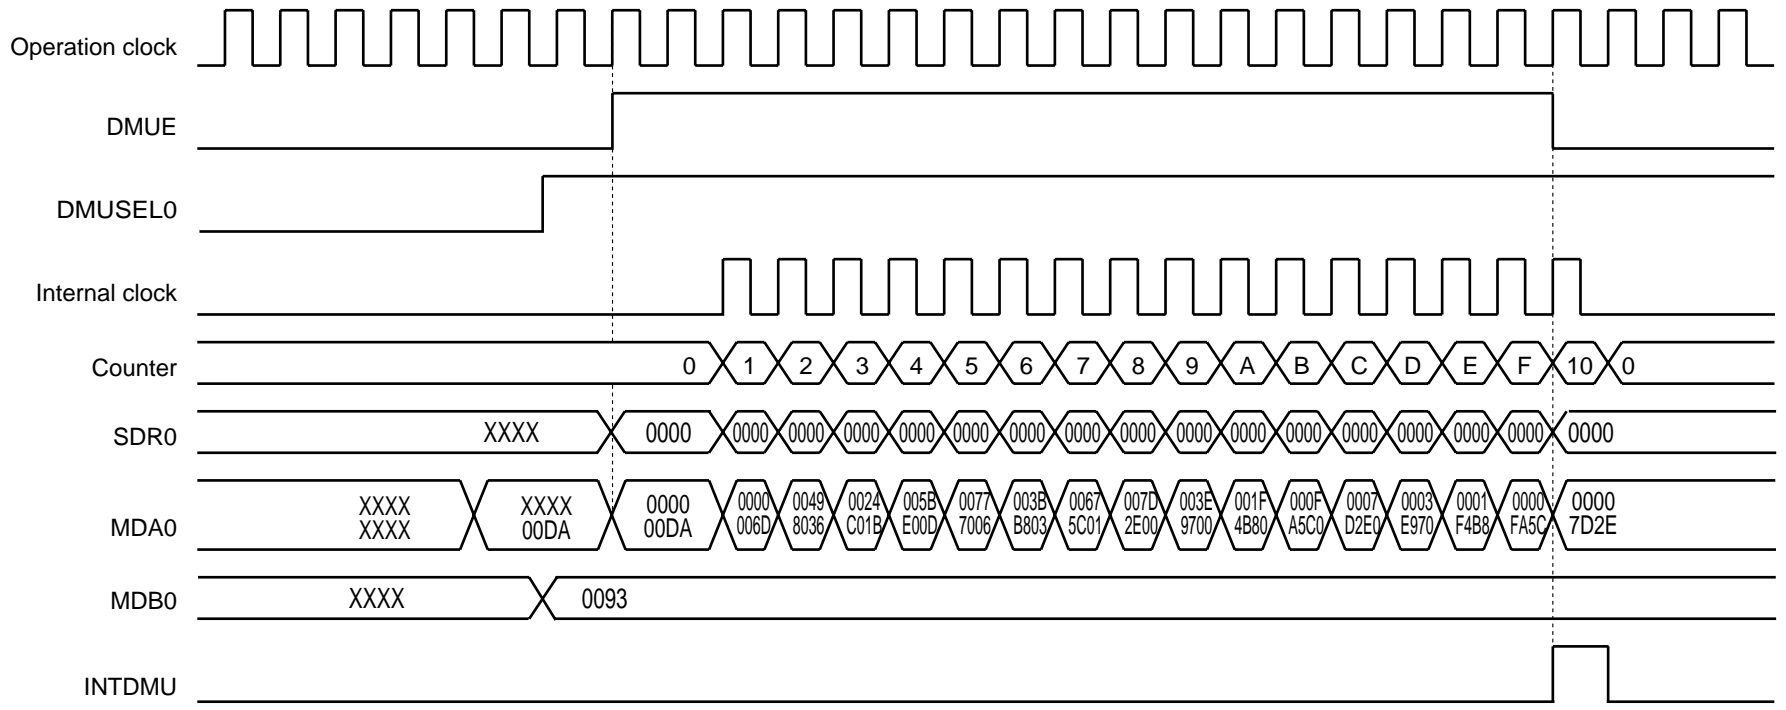 Operation clock
DMUE
DMUSEL0
Internal clock
Counter 0 1 2 3 4 5 6 7 8 9 A B C D E F 10 0
SDR0 XXXX 0000 0000 0000 0000 0000 0000 0000 0000 0000 0000 0000 0000 0000 0000 0000 0000 0000
XXXX XXXX 0000 0000 0049 0024 005B 0077 003B 0067 007D 003E 001F 000F 0007 0003 0001 0000 0000
MDA0 XXXX 00DA 00DA 006D 8036 C01B E00D 7006 B803 5C01 2E00 9700 4B80 A5C0 D2E0 E970 F4B8 FA5C 7D2E
MDB0 XXXX 0093
INTDMU